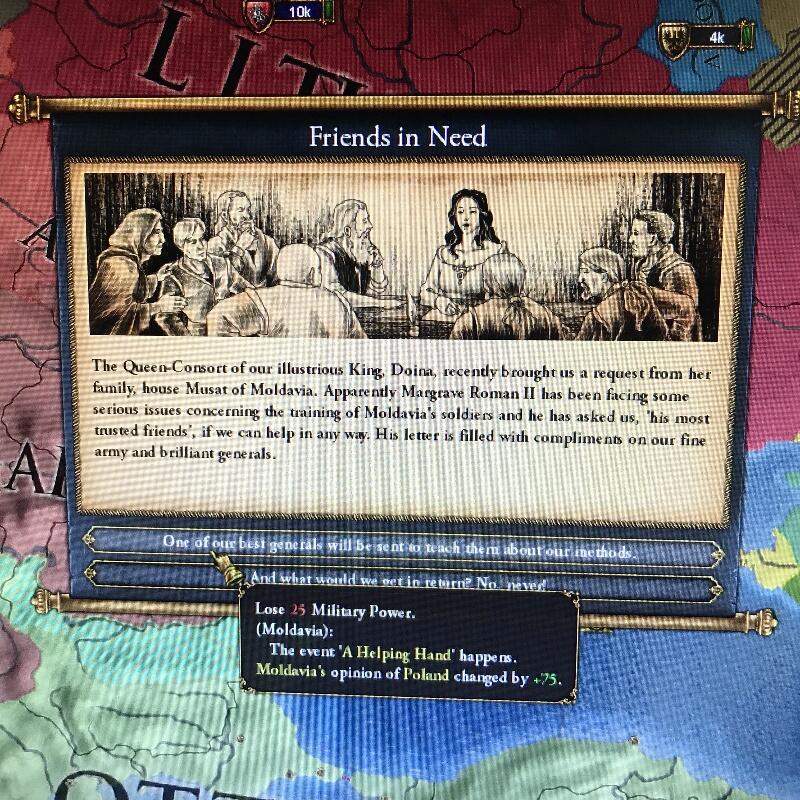 10k
4k
LIT
Friends in Need
The Queen-Consort of our illustrious King, Doina, recently brought us a request from her
family, house Musat of Moldavia. Apparently Margrave Roman II has been facing some
serious issues concerning the training of Moldavia's soldiers and he has asked us, 'his most
trusted friends', if we can help in any way. His letter is filled with compliments on our fine
army and brilliant generals.
One of our best generals will be sent to teach them about our methods.
And what would we get in return? No, never!
Lose 25 Military Power.
(Moldavia):
The event 'A Helping Hand' happens.
Moldavia's opinion of Poland changed by +75.
OTT